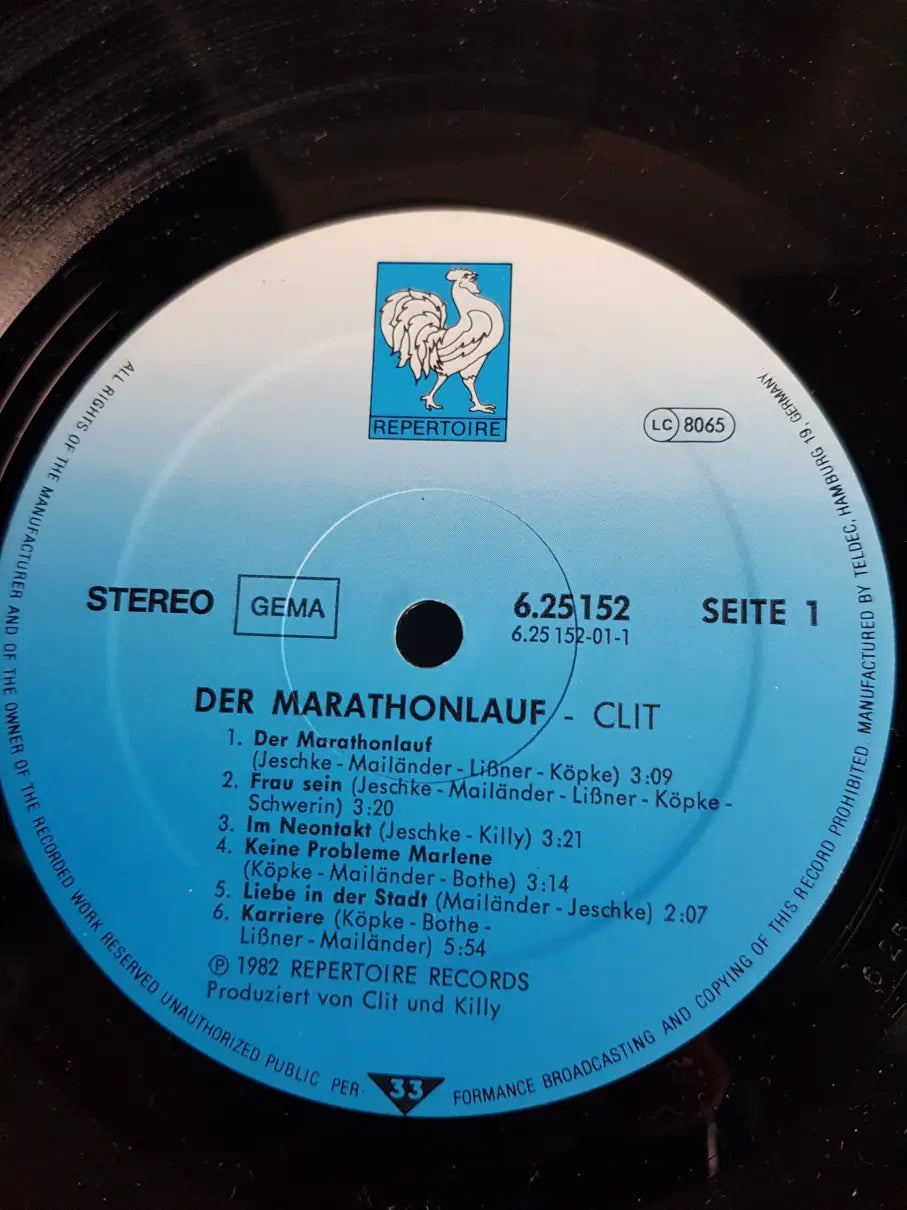 REPERTOIRE
LC 8065
STEREO GEMA 6.25152 SEITE 1
6.25 152-01-1
DER MARATHONLAUF - CLIT
1. Der Marathonlauf
(Jeschke - Mailänder - Lißner - Köpke) 3:09
2. Frau sein (Jeschke - Mailänder - Lißner - Köpke -
Schwerin) 3:20
3. Im Neontakt (Jeschke - Killy) 3:21
4. Keine Probleme Marlene
(Köpke - Mailänder - Bothe) 3:14
5. Liebe in der Stadt (Mailänder - Jeschke) 2:07
6. Karriere (Köpke - Bothe -
Lißner - Mailänder) 5:54
Ⓟ 1982 REPERTOIRE RECORDS
Produziert von Clit und Killy
ALL RIGHTS OF THE MANUFACTURER AND OF THE OWNER OF THE RECORDED WORK RESERVED UNAUTHORIZED PUBLIC PER- 33 FORMANCE BROADCASTING AND COPYING OF THIS RECORD PROHIBITED. MANUFACTURED BY TELDEC, HAMBURG 19, GERMANY